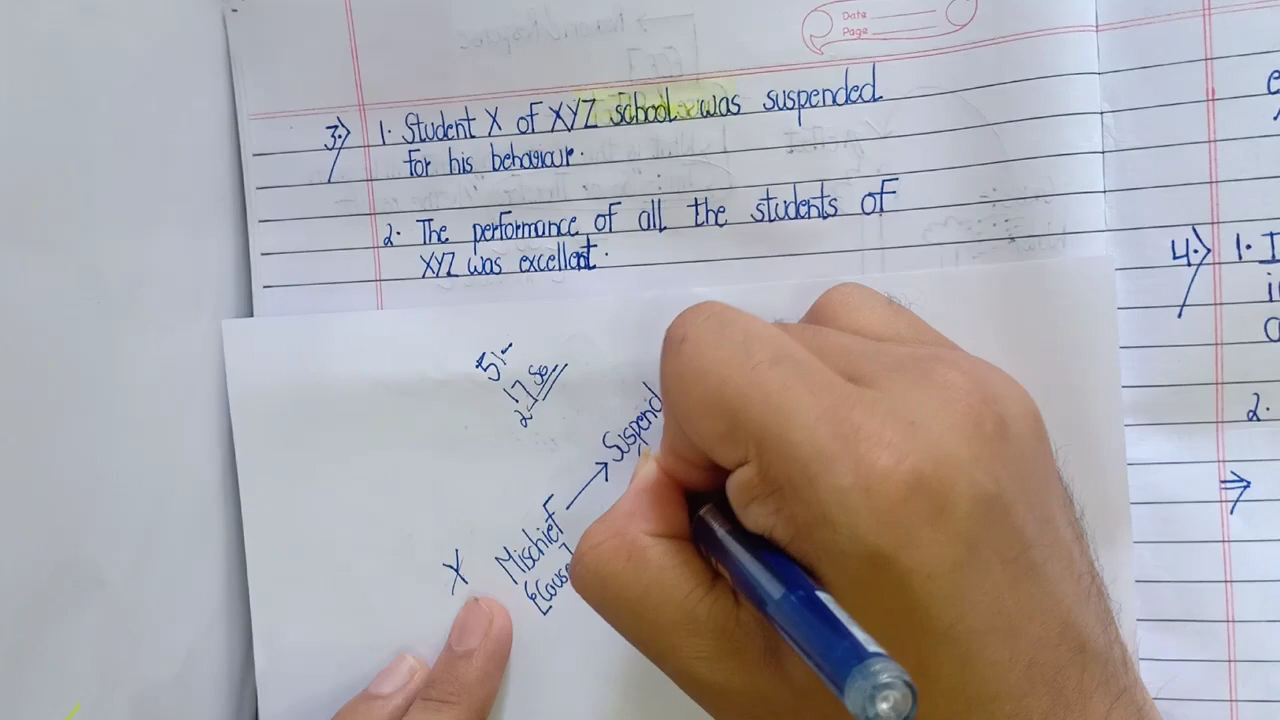 Date
Page
3.) 1. Student X of XYZ school was suspended
for his behaviour.
2. The performance of all the students of
XYZ was excellent.
4.) 1. I
2.
⇒
5:-
17 Se
2
X Mischief → Suspend
[Cause]